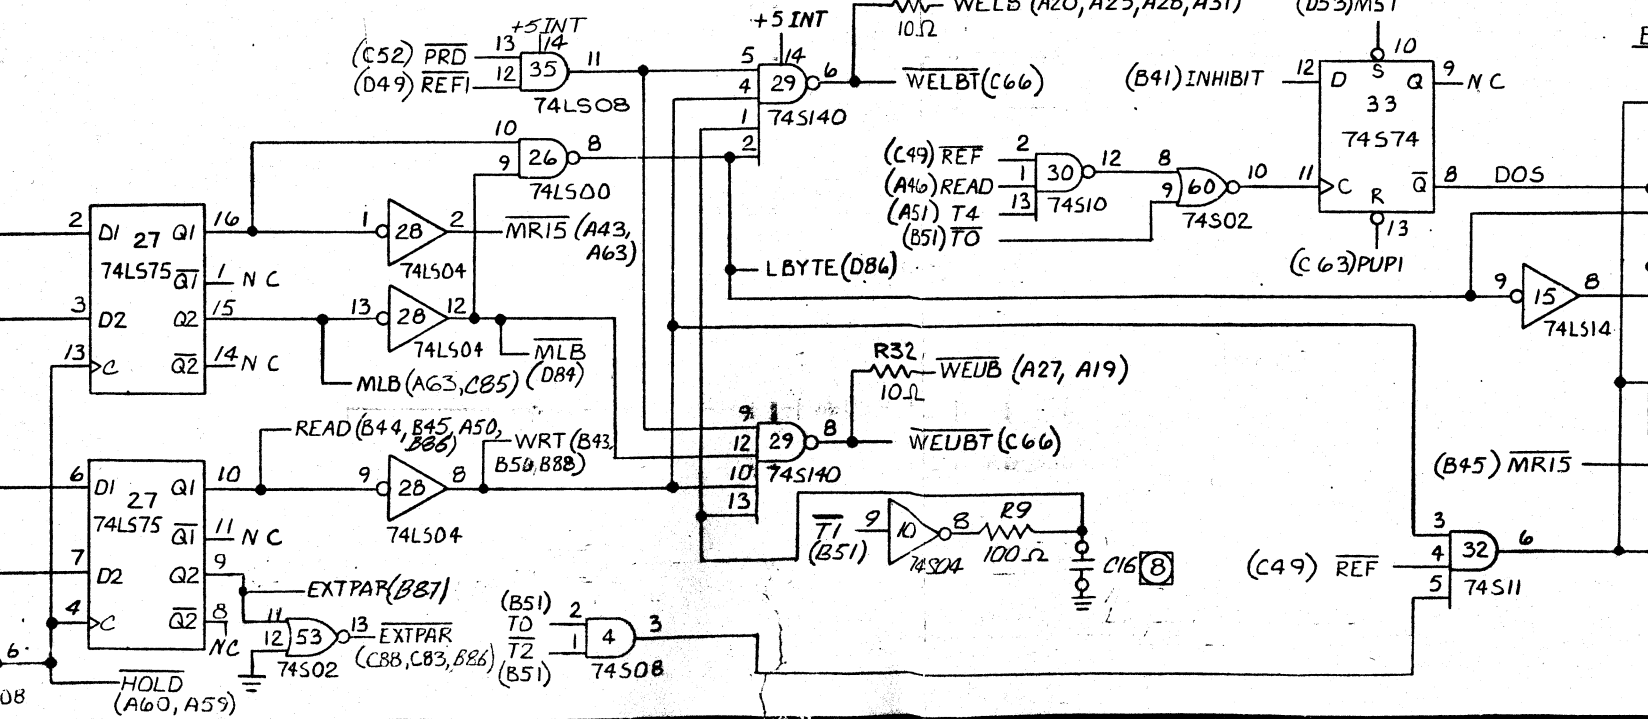 +5 INT
14
(C52) PRD 13
(D49) REF1 12
35
11
74LS08
+5 INT
14
5
4
1
2
29
6
74S140
10Ω
WELB (A20, A25, A28, A31)
WELBT (C66)
(D53) MST
10
(B41) INHIBIT 12
D
S
Q
9
NC
33
74S74
11
C
R
Q
8
DOS
13
(C63) PUP1
10
9
26
8
74LS00
(C49) REF 2
(A46) READ 1
(A51) T4 13
(B51) T0
30
12
74S10
8
9
60
10
74S02
2
D1
27
Q1
16
74LS75
Q1
1
NC
3
D2
Q2
15
13
C
Q2
14
NC
1
28
2
MR15 (A43,
A63)
74LS04
13
28
12
74LS04
MLB
(D84)
MLB (A63, C85)
LBYTE (D86)
9
15
8
74LS14
R32
10Ω
WEUB (A27, A19)
9
12
10
13
29
8
74S140
WEUBT (C66)
READ (B44, B45, A50,
B86)
WRT (B43,
B50, B88)
6
D1
27
Q1
10
74LS75
Q1
11
NC
7
D2
Q2
9
4
C
Q2
8
NC
9
28
8
74LS04
T1
(B51)
9
10
8
74S04
R9
100Ω
C16
8
(B45) MR15
3
(C49) REF 4
5
32
6
74S11
EXTPAR (B87)
11
12
53
13
EXTPAR
(C88, C83, B86)
74S02
(B51)
T0 2
T2 1
(B51)
4
3
74S08
6
HOLD
(A60, A59)
08